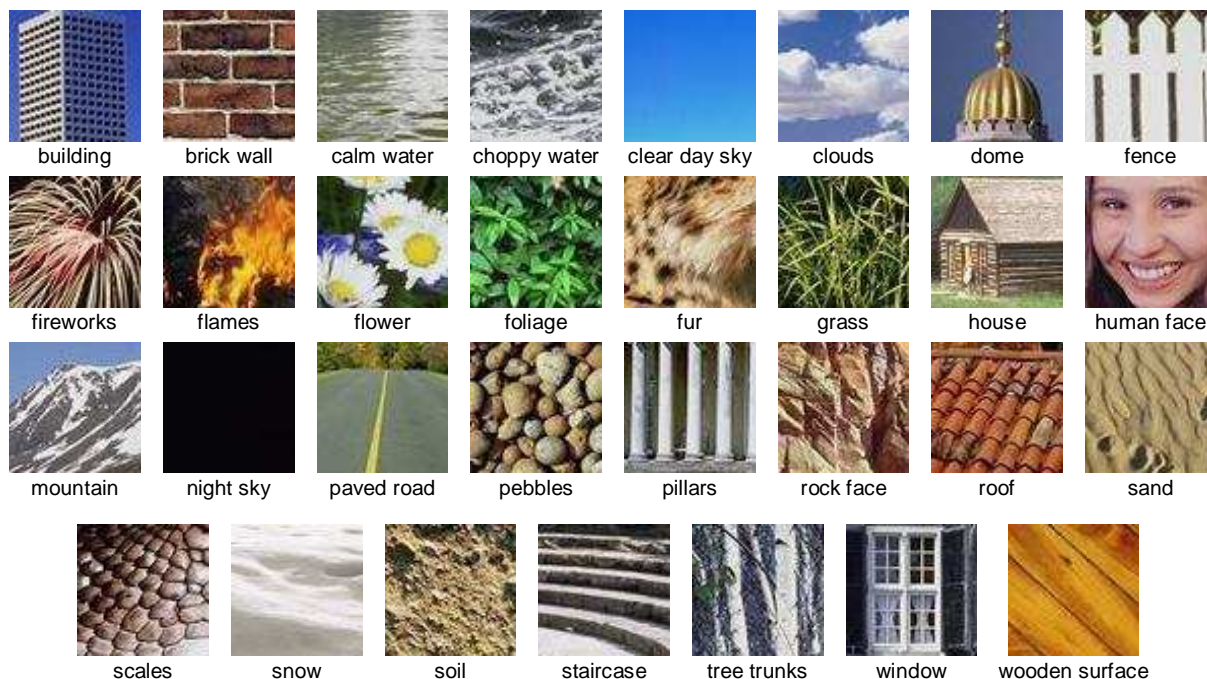 building brick wall calm water choppy water clear day sky clouds dome fence
fireworks flames flower foliage fur grass house human face
mountain night sky paved road pebbles pillars rock face roof sand
scales snow soil staircase tree trunks window wooden surface